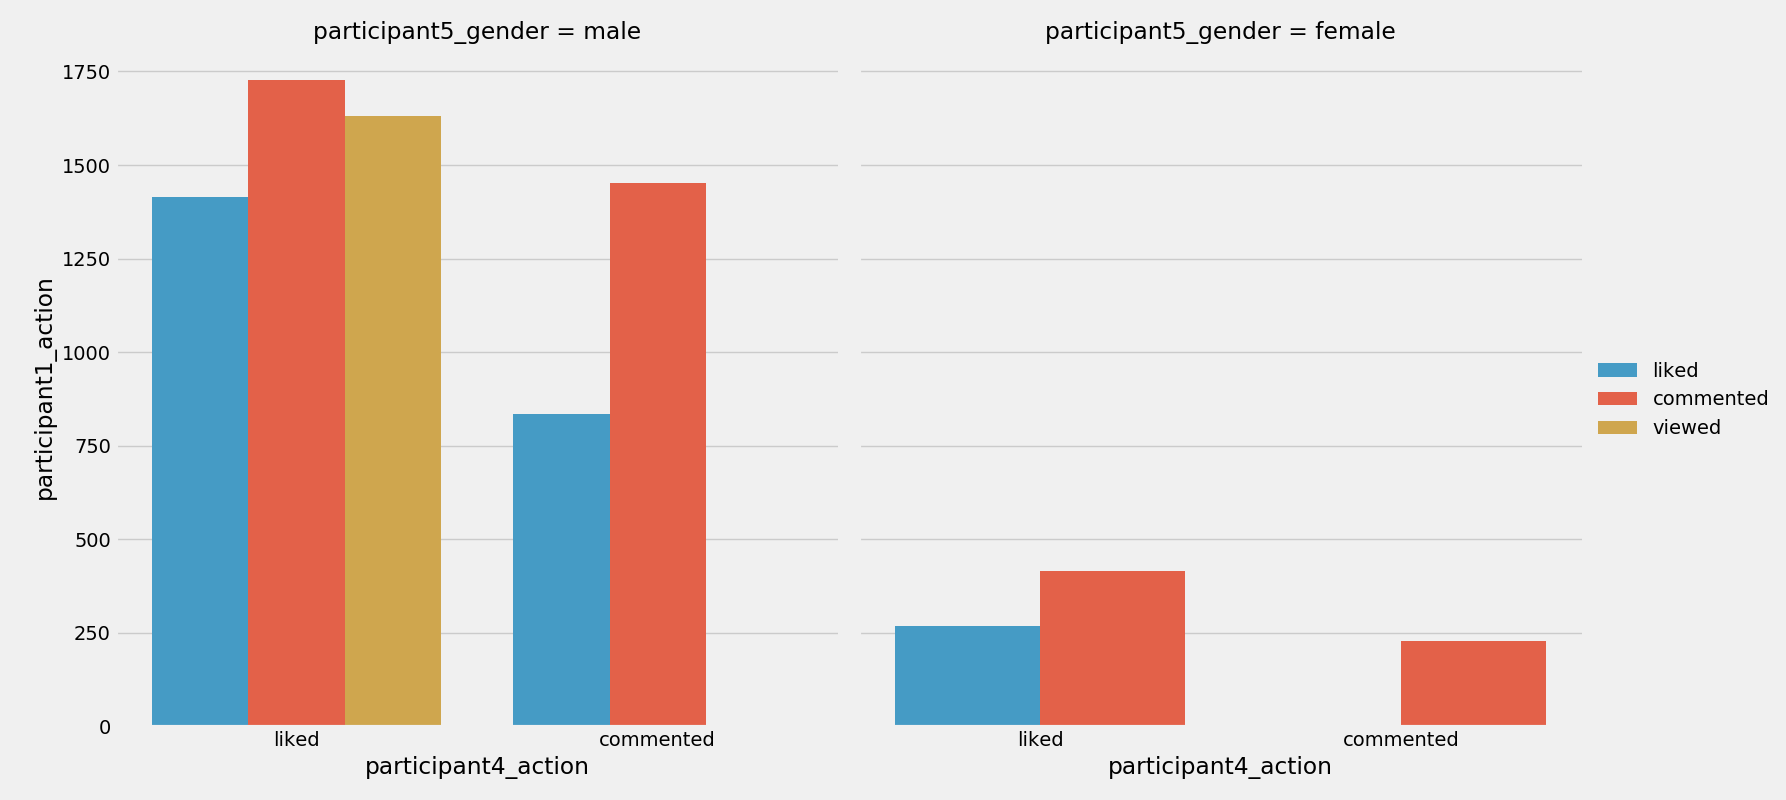 participant5_gender = male
participant5_gender = female
participant1_action
1750
1500
1250
1000
750
500
250
0
liked
commented
liked
commented
participant4_action
participant4_action
liked
commented
viewed